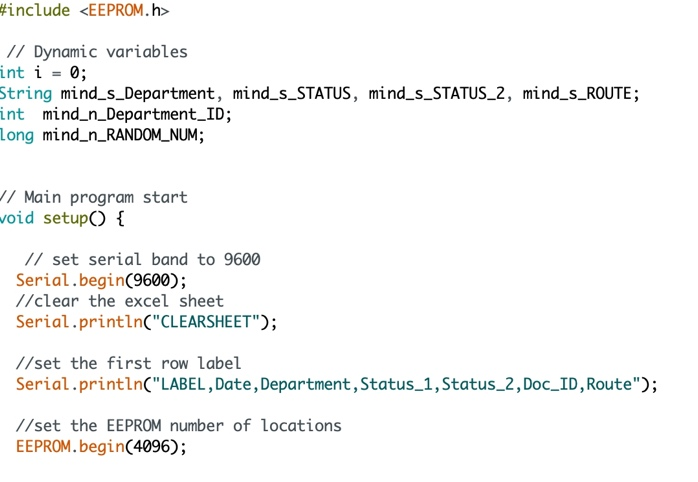 #include <EEPROM.h>
// Dynamic variables
int i = 0;
String mind_s_Department, mind_s_STATUS, mind_s_STATUS_2, mind_s_ROUTE;
int  mind_n_Department_ID;
long mind_n_RANDOM_NUM;
// Main program start
void setup() {
// set serial band to 9600
Serial.begin(9600);
//clear the excel sheet
Serial.println("CLEARSHEET");
//set the first row label
Serial.println("LABEL,Date,Department,Status_1,Status_2,Doc_ID,Route");
//set the EEPROM number of locations
EEPROM.begin(4096);